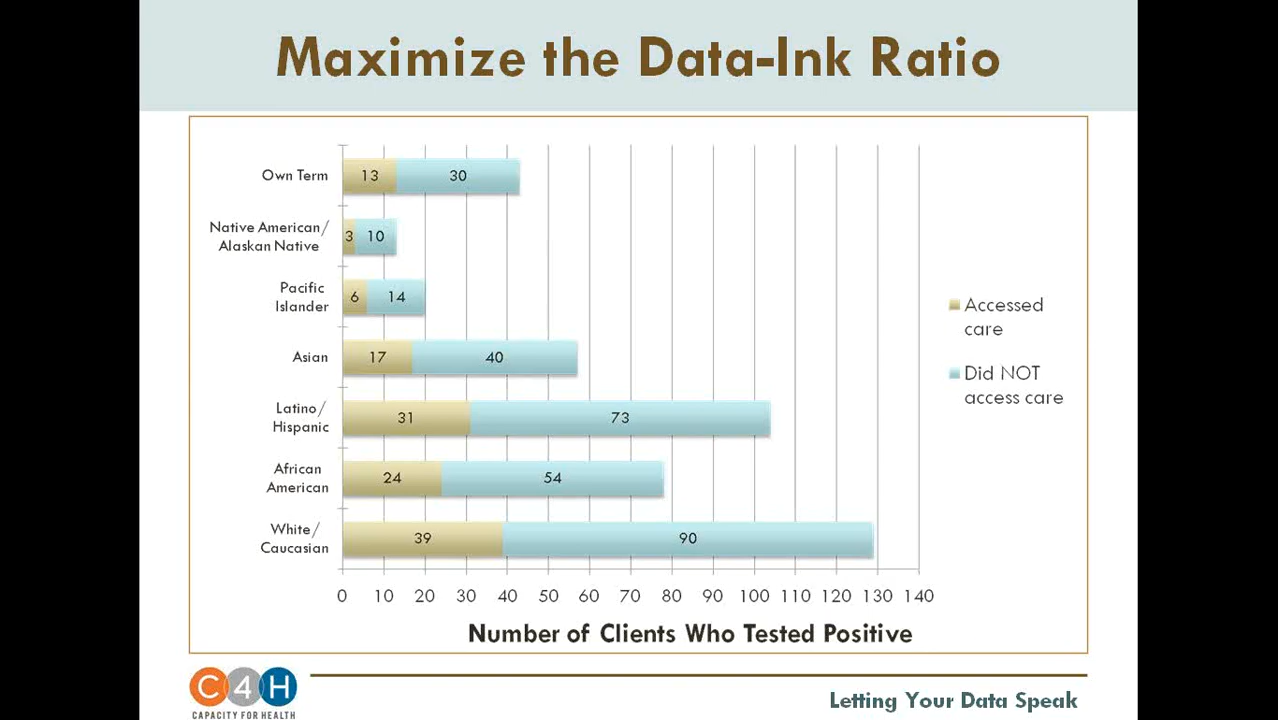 Maximize the Data-Ink Ratio
Own Term
13 30
Native American/
Alaskan Native
3 10
Pacific
Islander
6 14
Asian
17 40
Latino/
Hispanic
31 73
African
American
24 54
White/
Caucasian
39 90
0 10 20 30 40 50 60 70 80 90 100 110 120 130 140
Number of Clients Who Tested Positive
Accessed
care
Did NOT
access care
C4H
CAPACITY FOR HEALTH
Letting Your Data Speak